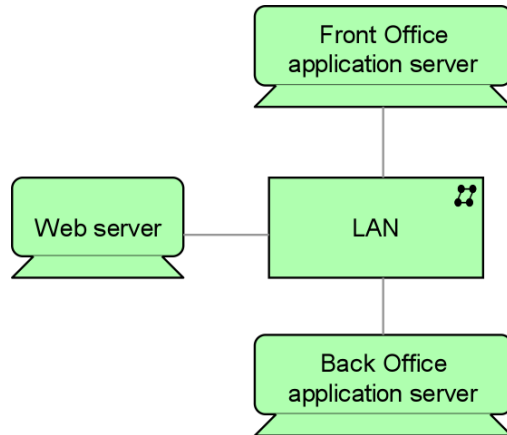 Front Office
application server
Web server
LAN
Back Office
application server